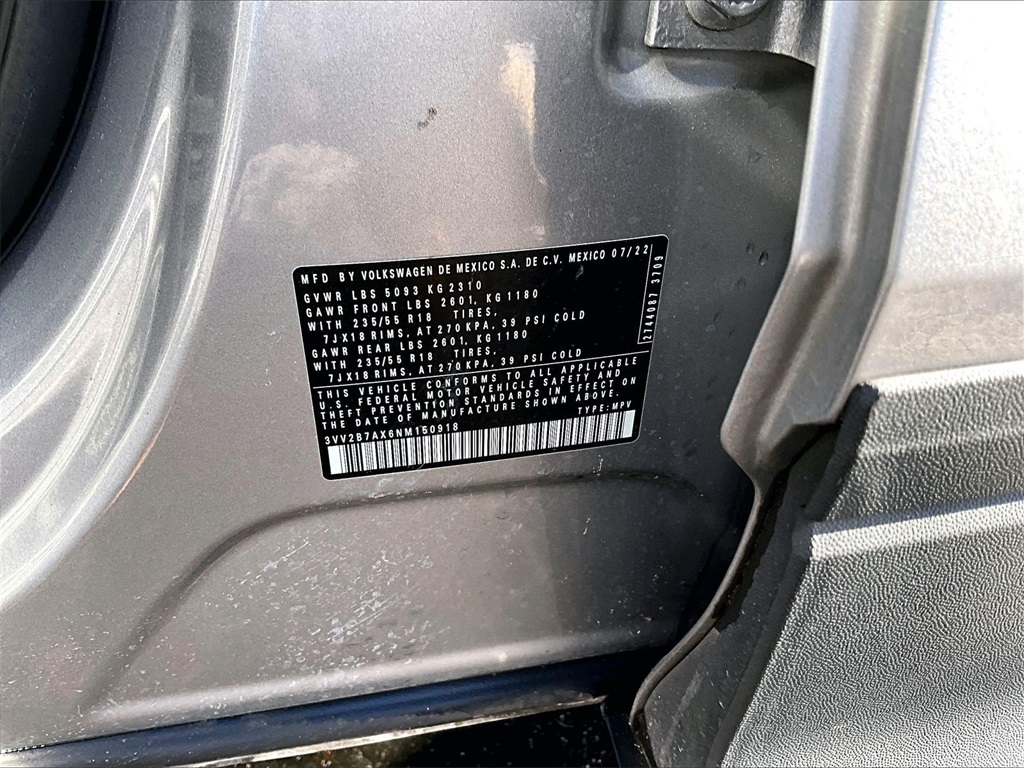 MFD BY VOLKSWAGEN DE MEXICO S.A. DE C.V. MEXICO 07/22
GVWR LBS 5093 KG 2310
GAWR FRONT LBS 2601, KG 1180
WITH 235/55 R18 TIRES,
7JX18 RIMS, AT 270 KPA, 39 PSI COLD
GAWR REAR LBS 2601, KG 1180
WITH 235/55 R18 TIRES,
7JX18 RIMS, AT 270 KPA, 39 PSI COLD
THIS VEHICLE CONFORMS TO ALL APPLICABLE
U.S. FEDERAL MOTOR VEHICLE SAFETY AND
THEFT PREVENTION STANDARDS IN EFFECT ON
THE DATE OF MANUFACTURE SHOWN ABOVE.
3VV2B7AX6NM150918 TYPE: MPV
2744087 3709